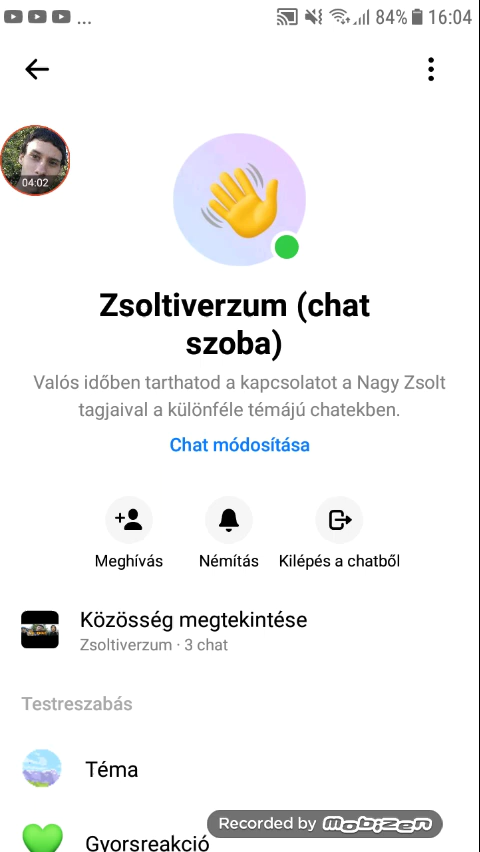 ... 84% 16:04
04:02
Zsoltiverzum (chat
szoba)
Valós időben tarthatod a kapcsolatot a Nagy Zsolt
tagjaival a különféle témájú chatekben.
Chat módosítása
Meghívás Némítás Kilépés a chatből
Közösség megtekintése
Zsoltiverzum · 3 chat
Testreszabás
Téma
Gyorsreakció
Recorded by mobizen